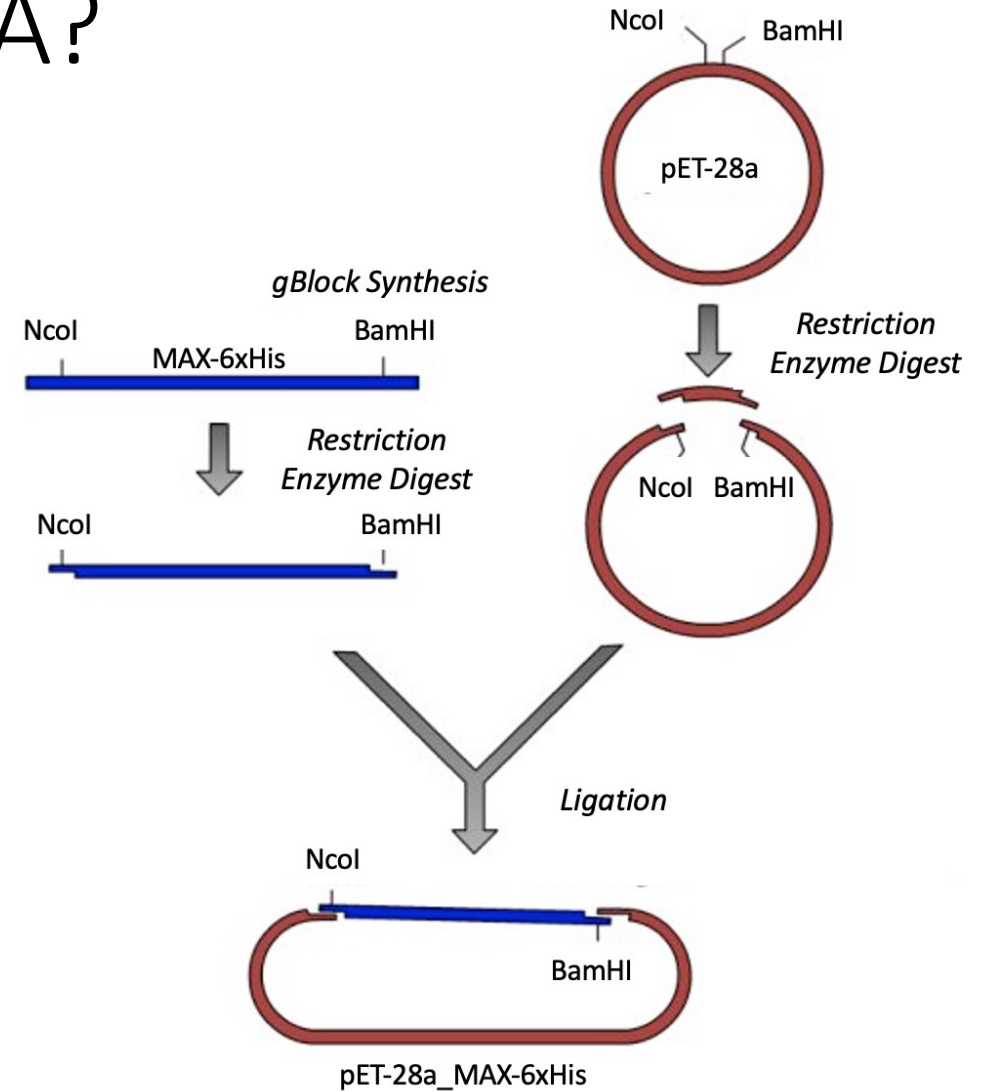 A?
NcoI
BamHI
pET-28a
gBlock Synthesis
NcoI
BamHI
MAX-6xHis
Restriction
Enzyme Digest
Restriction
Enzyme Digest
NcoI
BamHI
NcoI BamHI
Ligation
NcoI
BamHI
pET-28a_MAX-6xHis